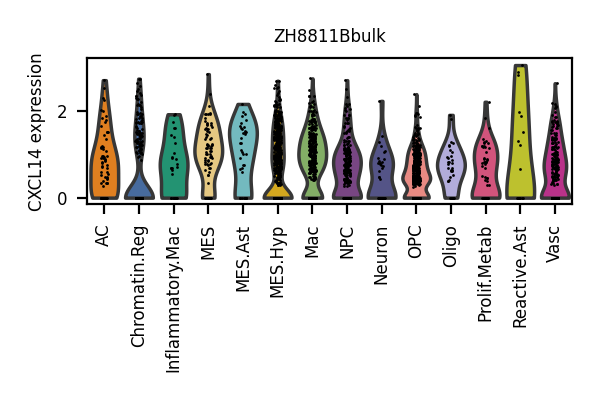 ZH8811Bbulk
CXCL14 expression
2
0
AC
Chromatin.Reg
Inflammatory.Mac
MES
MES.Ast
MES.Hyp
Mac
NPC
Neuron
OPC
Oligo
Prolif.Metab
Reactive.Ast
Vasc